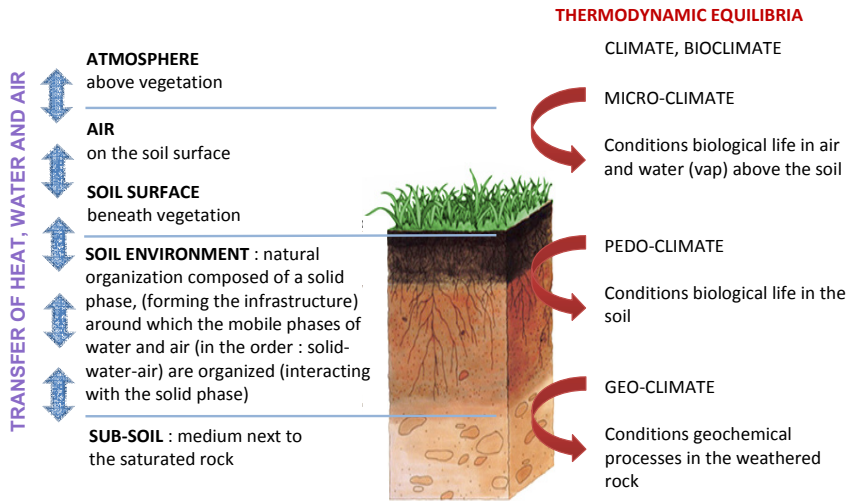 THERMODYNAMIC EQUILIBRIA
TRANSFER OF HEAT, WATER AND AIR
ATMOSPHERE
above vegetation
AIR
on the soil surface
SOIL SURFACE
beneath vegetation
SOIL ENVIRONMENT : natural
organization composed of a solid
phase, (forming the infrastructure)
around which the mobile phases of
water and air (in the order : solid-
water-air) are organized (interacting
with the solid phase)
SUB-SOIL : medium next to
the saturated rock
CLIMATE, BIOCLIMATE
MICRO-CLIMATE
Conditions biological life in air
and water (vap) above the soil
PEDO-CLIMATE
Conditions biological life in the
soil
GEO-CLIMATE
Conditions geochemical
processes in the weathered
rock